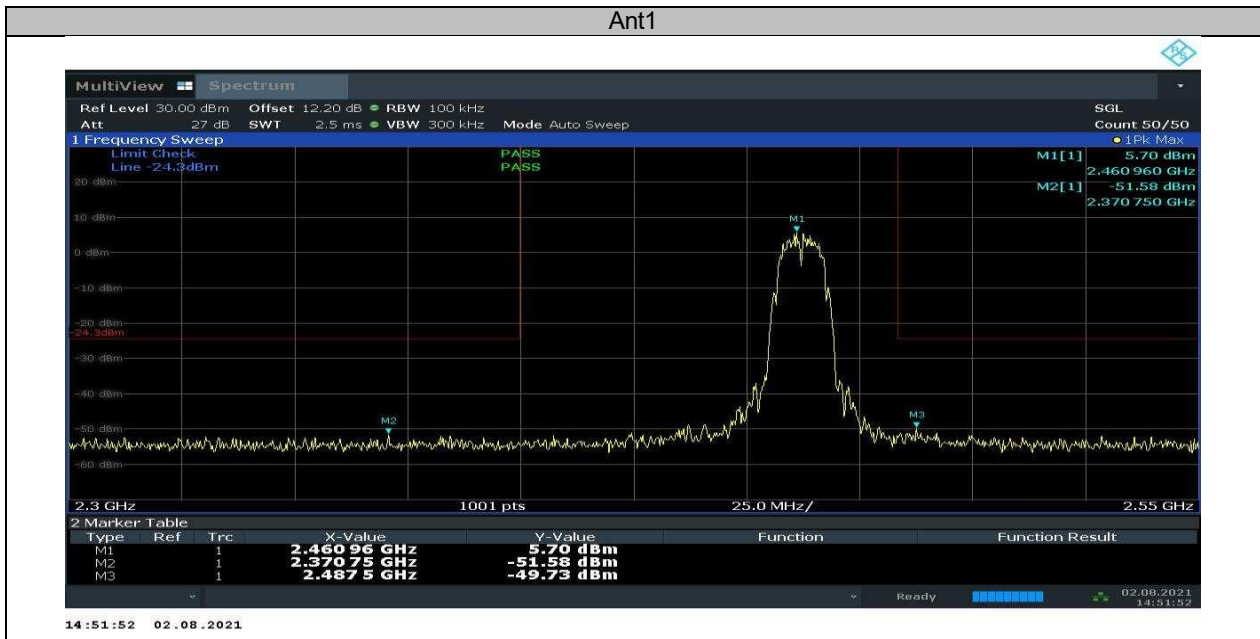 Ant1
R&S
MultiView Spectrum
Ref Level 30.00 dBm Offset 12.20 dB RBW 100 kHz SGL
Att 27 dB SWT 2.5 ms VBW 300 kHz Mode Auto Sweep Count 50/50
1 Frequency Sweep 1Pk Max
Limit Check PASS M1[1] 5.70 dBm
Line -24.3dBm PASS 2.460 960 GHz
20 dBm M2[1] -51.58 dBm
2.370 750 GHz
10 dBm
M1
0 dBm
-10 dBm
-20 dBm
-24.3dBm
-30 dBm
-40 dBm
M2 M3
-50 dBm
-60 dBm
2.3 GHz 1001 pts 25.0 MHz/ 2.55 GHz
2 Marker Table
Type Ref Trc X-Value Y-Value Function Function Result
M1 1 2.460 96 GHz 5.70 dBm
M2 1 2.370 75 GHz -51.58 dBm
M3 1 2.487 5 GHz -49.73 dBm
Ready 02.08.2021
14:51:52
14:51:52 02.08.2021